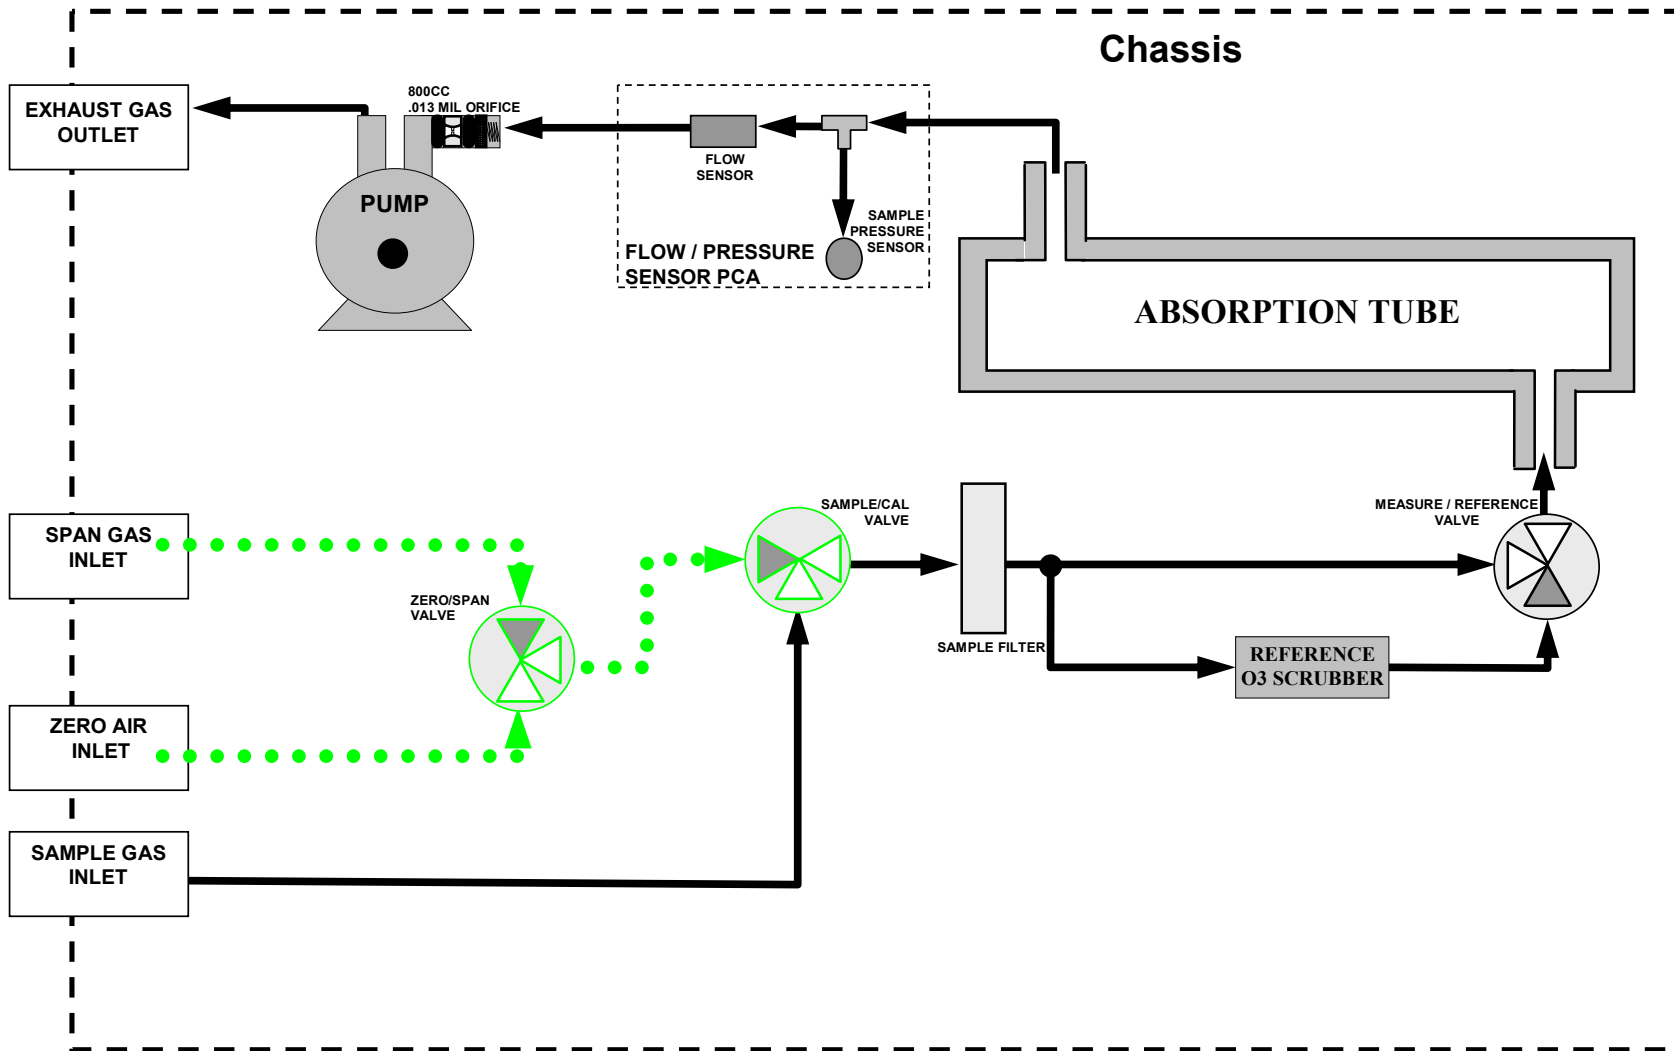 Chassis
EXHAUST GAS
OUTLET
800CC
.013 MIL ORIFICE
PUMP
FLOW
SENSOR
SAMPLE
PRESSURE
SENSOR
FLOW / PRESSURE
SENSOR PCA
ABSORPTION TUBE
SPAN GAS
INLET
ZERO/SPAN
VALVE
SAMPLE/CAL
VALVE
MEASURE / REFERENCE
VALVE
SAMPLE FILTER
REFERENCE
O3 SCRUBBER
ZERO AIR
INLET
SAMPLE GAS
INLET